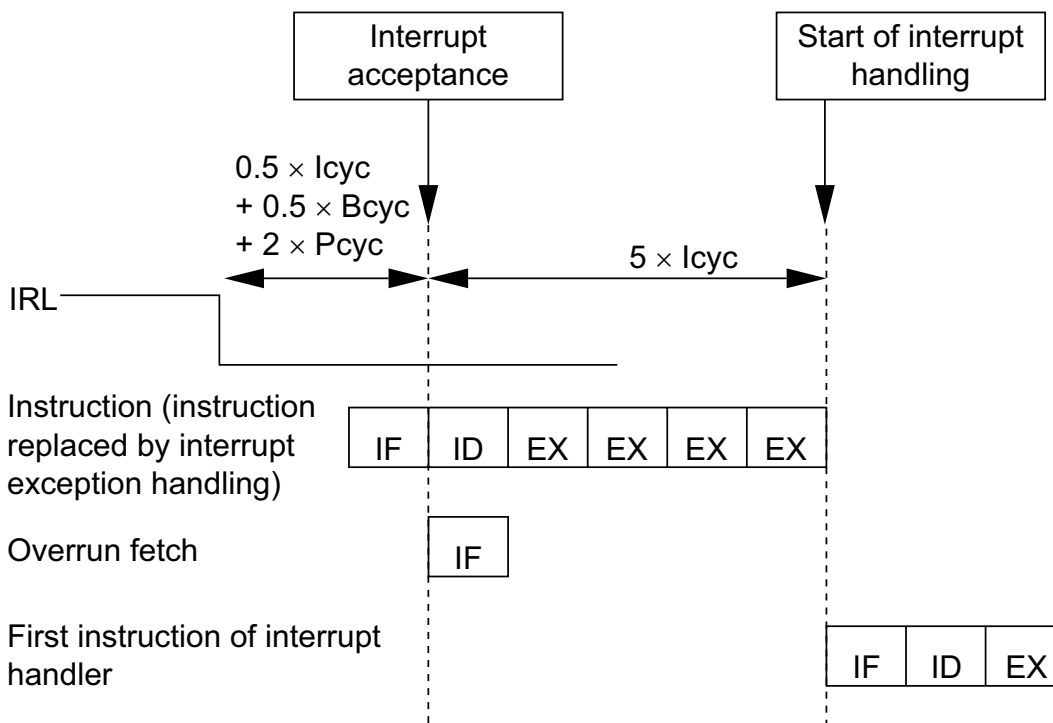 Interrupt
acceptance
Start of interrupt
handling
0.5 × Icyc
+ 0.5 × Bcyc
+ 2 × Pcyc
5 × Icyc
IRL
Instruction (instruction
replaced by interrupt
exception handling)
IF ID EX EX EX EX
Overrun fetch
IF
First instruction of interrupt
handler
IF ID EX